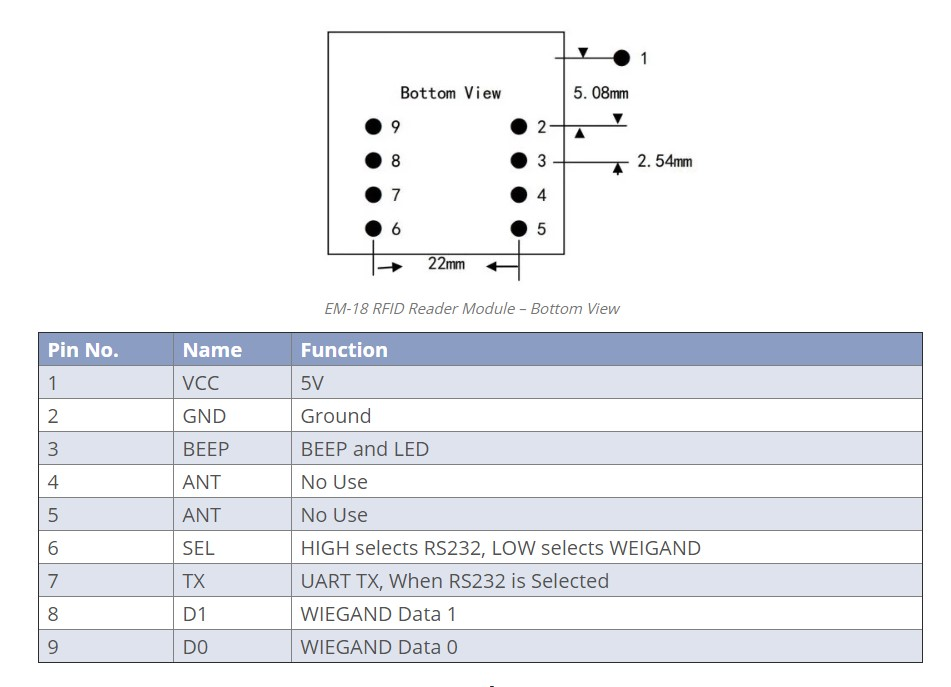 1
Bottom View 5.08mm
9 2
8 3 2.54mm
7 4
6 5
22mm
EM-18 RFID Reader Module – Bottom View
Pin No. Name Function
1 VCC 5V
2 GND Ground
3 BEEP BEEP and LED
4 ANT No Use
5 ANT No Use
6 SEL HIGH selects RS232, LOW selects WEIGAND
7 TX UART TX, When RS232 is Selected
8 D1 WIEGAND Data 1
9 D0 WIEGAND Data 0